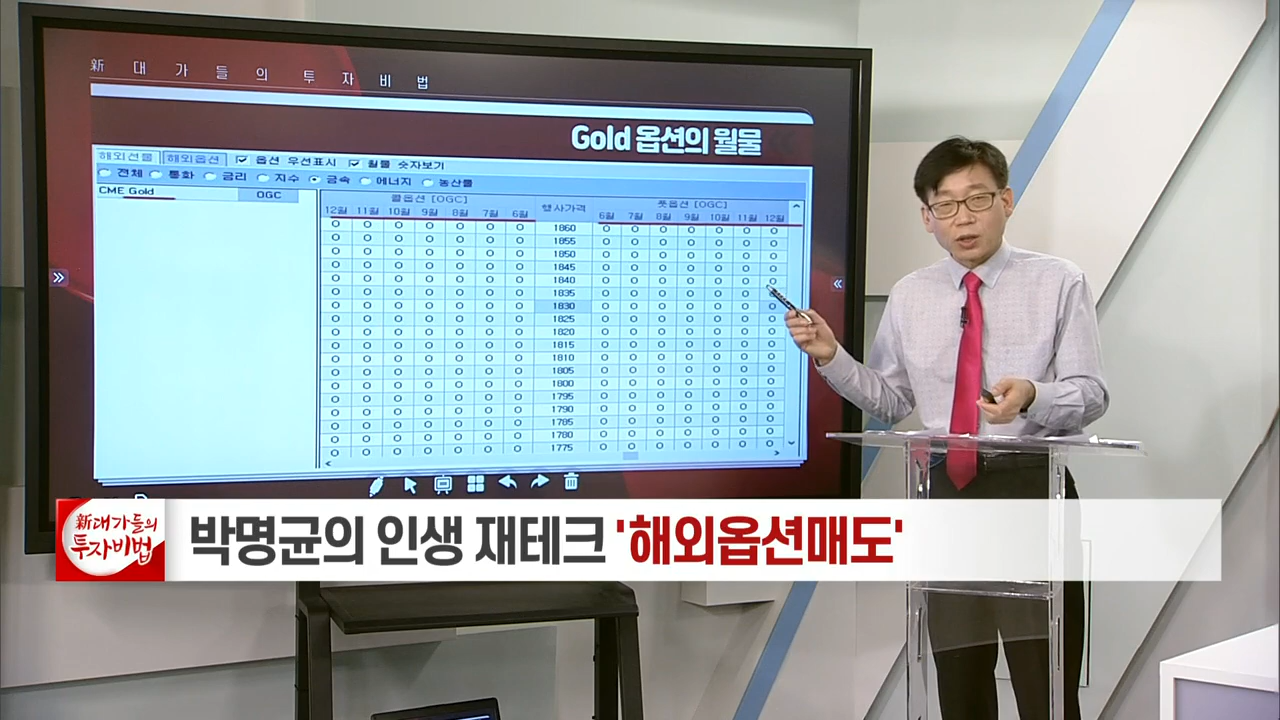 新 대 가 들 의 투 자 비 법
Gold 옵션의 월물
해외선물 해외옵션 옵션 우선표시 월물 숫자보기
전체 통화 금리 지수 금속 에너지 농산물
CME Gold OGC
콜옵션 [OGC] 행사가격 풋옵션 [OGC]
12월 11월 10월 9월 8월 7월 6월 6월 7월 8월 9월 10월 11월 12월
O O O O O O O 1860 O O O O O O O
O O O O O O O 1855 O O O O O O O
O O O O O O O 1850 O O O O O O O
O O O O O O O 1845 O O O O O O O
O O O O O O O 1840 O O O O O O O
O O O O O O O 1835 O O O O O O
O O O O O O O 1830 O O O O O O O
O O O O O O O 1825 O O O O O O O
O O O O O O O 1820 O O O O O O O
O O O O O O O 1815 O O O O O O O
O O O O O O O 1810 O O O O O O O
O O O O O O O 1805 O O O O O O O
O O O O O O O 1800 O O O O O O O
O O O O O O O 1795 O O O O O O O
O O O O O O O 1790 O O O O O O O
O O O O O O O 1785 O O O O O O O
O O O O O O O 1780 O O O O O O O
O O O O O O O 1775 O O O O O O O
新대가들의
투자비법
박명균의 인생 재테크 '해외옵션매도'